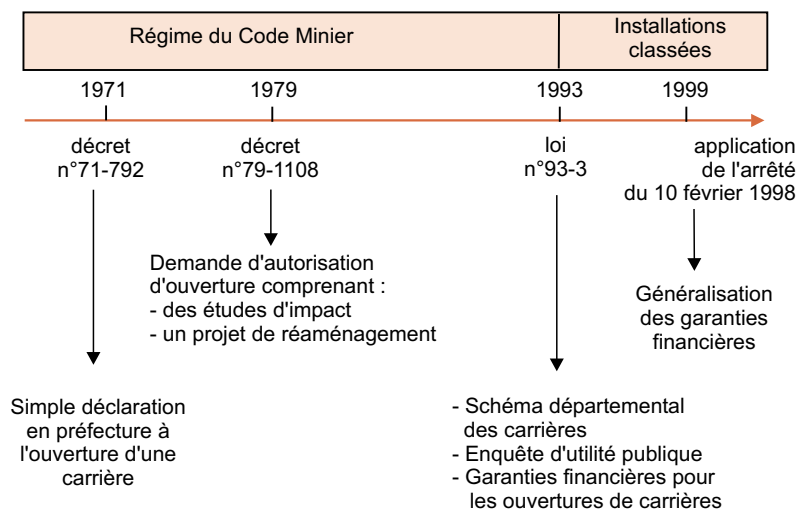 Régime du Code Minier
Installations
classées
1971
1979
1993
1999
décret
n°71-792
décret
n°79-1108
loi
n°93-3
application
de l'arrêté
du 10 février 1998
Demande d'autorisation
d'ouverture comprenant :
- des études d'impact
- un projet de réaménagement
Généralisation
des garanties
financières
Simple déclaration
en préfecture à
l'ouverture d'une
carrière
- Schéma départemental
des carrières
- Enquête d'utilité publique
- Garanties financières pour
les ouvertures de carrières